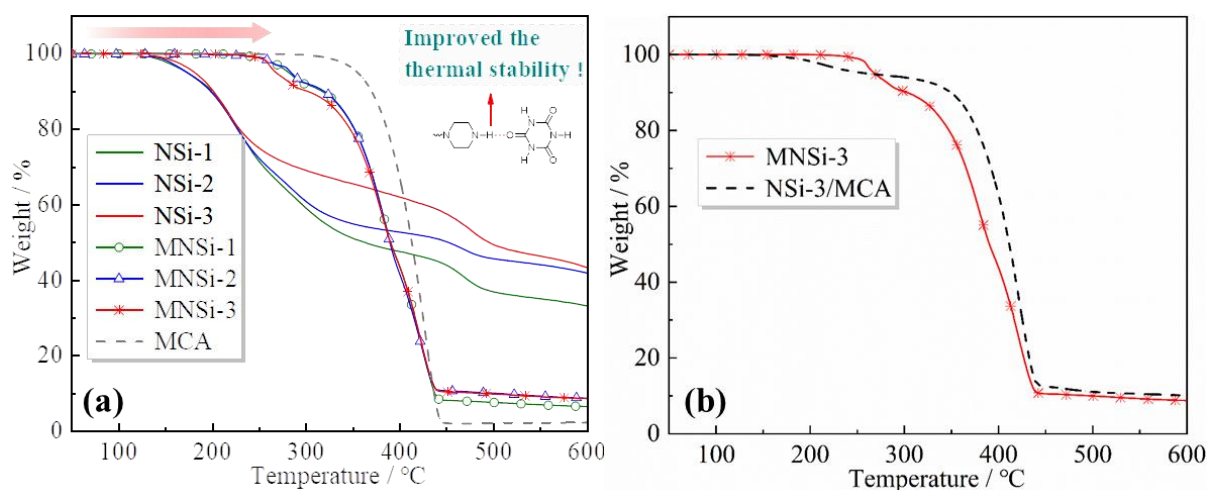 Improved the
thermal stability !
H
O
N
N
H
O
N
N
H
N
O
H
NSi-1
NSi-2
NSi-3
MNSi-1
MNSi-2
MNSi-3
MCA
100
80
60
40
20
0
Weight / %
(a)
100
200
300
400
500
600
Temperature / °C
MNSi-3
NSi-3/MCA
100
80
60
40
20
0
Weight / %
(b)
100
200
300
400
500
600
Temperature / °C